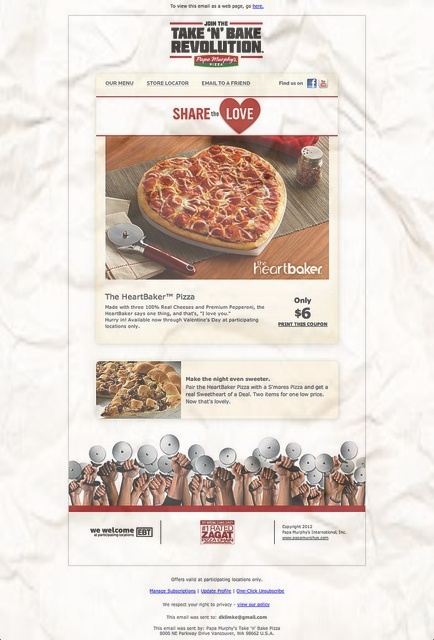 To view this email as a web page, go here.
JOIN THE
TAKE 'N' BAKE
REVOLUTION.
Papa Murphy's
PIZZA
OUR MENU STORE LOCATOR EMAIL TO A FRIEND Find us on
SHARE the LOVE
the heartbaker
The HeartBaker™ Pizza
Made with three 100% Real Cheeses and Premium Pepperoni, the
HeartBaker says one thing, and that's, "I love you."
Hurry in! Available now through Valentine's Day at participating
locations only.
Only
$6
PRINT THIS COUPON
Make the night even sweeter.
Pair the HeartBaker Pizza with a S'mores Pizza and get a
real Sweetheart of a Deal. Two items for one low price.
Now that's lovely.
we welcome EBT
at participating locations
#1 RATED
ZAGAT
PIZZA CHAIN
Copyright 2012
Papa Murphy's International, Inc.
www.papamurphys.com
Offers valid at participating locations only.
Manage Subscriptions | Update Profile | One-Click Unsubscribe
We respect your right to privacy - view our policy
This email was sent to: dklimke@gmail.com
This email was sent by: Papa Murphy's Take 'n' Bake Pizza
8000 NE Parkway Drive Vancouver, WA 98662 U.S.A.